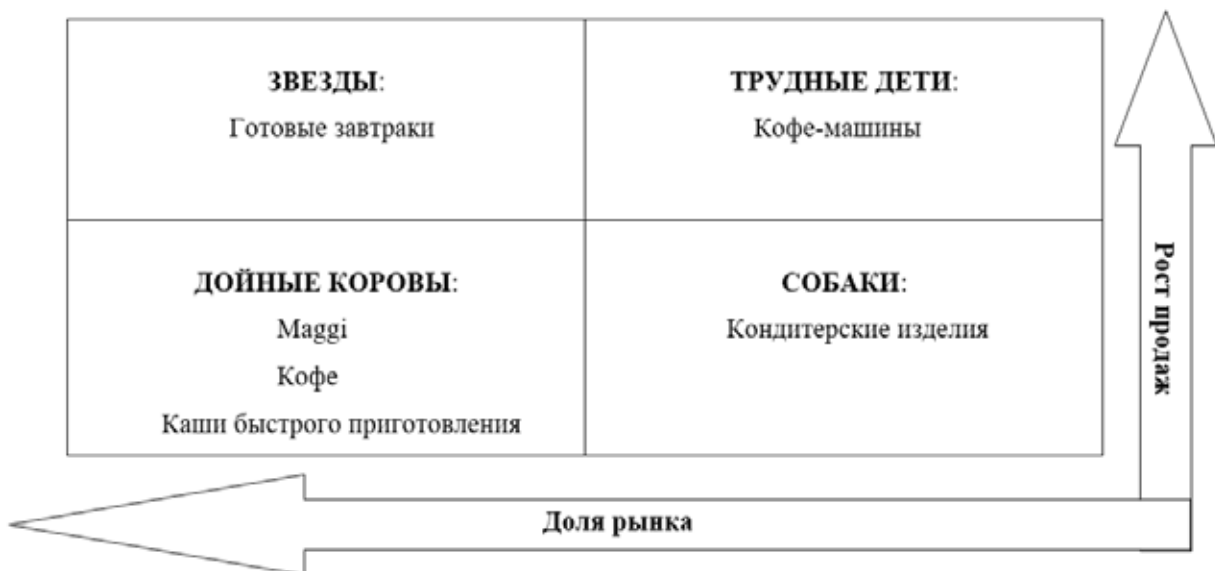 ЗВЕЗДЫ:
Готовые завтраки
ТРУДНЫЕ ДЕТИ:
Кофе-машины
ДОЙНЫЕ КОРОВЫ:
Maggi
Кофе
Каши быстрого приготовления
СОБАКИ:
Кондитерские изделия
Рост продаж
Доля рынка